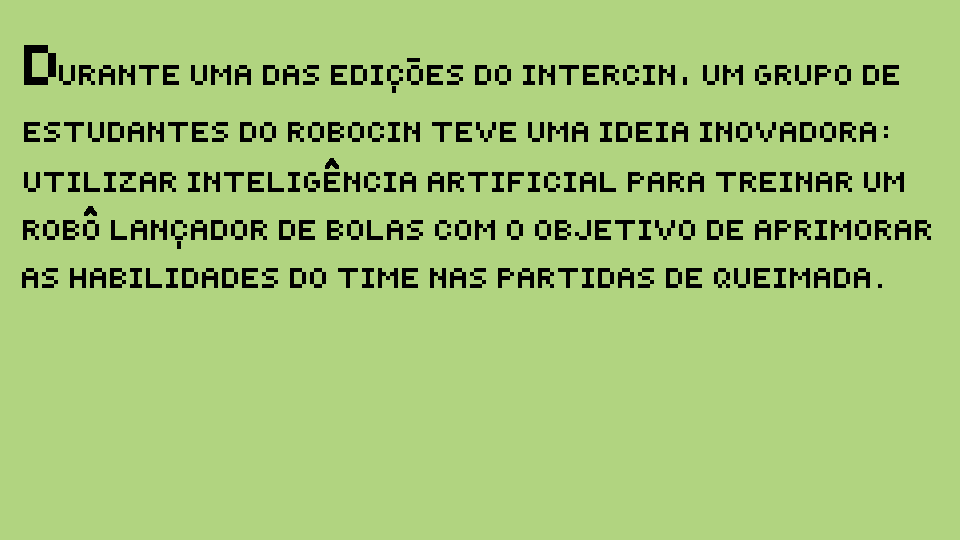 DURANTE UMA DAS EDIÇÕES DO INTERCIN, UM GRUPO DE
ESTUDANTES DO ROBOCIN TEVE UMA IDEIA INOVADORA:
UTILIZAR INTELIGÊNCIA ARTIFICIAL PARA TREINAR UM
ROBÔ LANÇADOR DE BOLAS COM O OBJETIVO DE APRIMORAR
AS HABILIDADES DO TIME NAS PARTIDAS DE QUEIMADA.